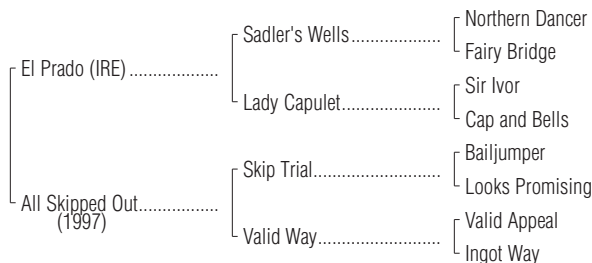 Northern Dancer
Sadler's Wells....................
Fairy Bridge
El Prado (IRE)....................
Sir Ivor
Lady Capulet......................
Cap and Bells
Bailjumper
Skip Trial............................
Looks Promising
All Skipped Out..................
(1997)
Valid Appeal
Valid Way...........................
Ingot Way